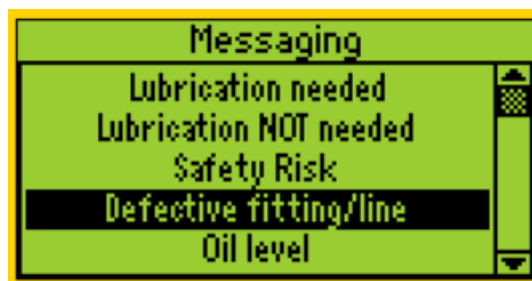 Messaging
Lubrication needed
Lubrication NOT needed
Safety Risk
Defective fitting/line
Oil level